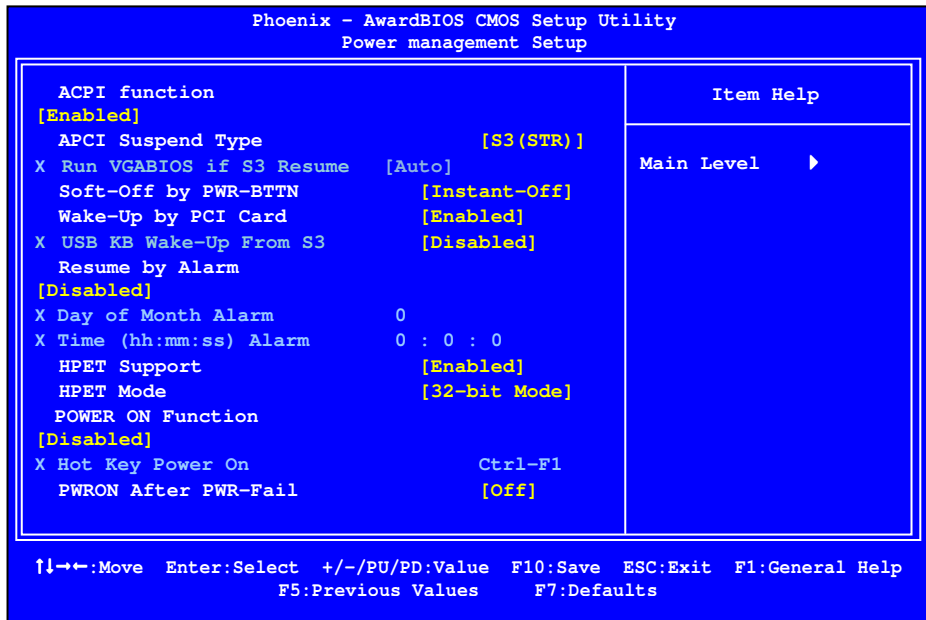 Phoenix – AwardBIOS CMOS Setup Utility
Power management Setup
ACPI function
[Enabled]
APCI Suspend Type [S3(STR)]
X Run VGABIOS if S3 Resume [Auto]
Soft-Off by PWR-BTTN [Instant-Off]
Wake-Up by PCI Card [Enabled]
X USB KB Wake-Up From S3 [Disabled]
Resume by Alarm
[Disabled]
X Day of Month Alarm 0
X Time (hh:mm:ss) Alarm 0 : 0 : 0
HPET Support [Enabled]
HPET Mode [32-bit Mode]
POWER ON Function
[Disabled]
X Hot Key Power On Ctrl-F1
PWRON After PWR-Fail [Off]
Item Help
Main Level
↑↓→←:Move Enter:Select +/-/PU/PD:Value F10:Save ESC:Exit F1:General Help
F5:Previous Values F7:Defaults